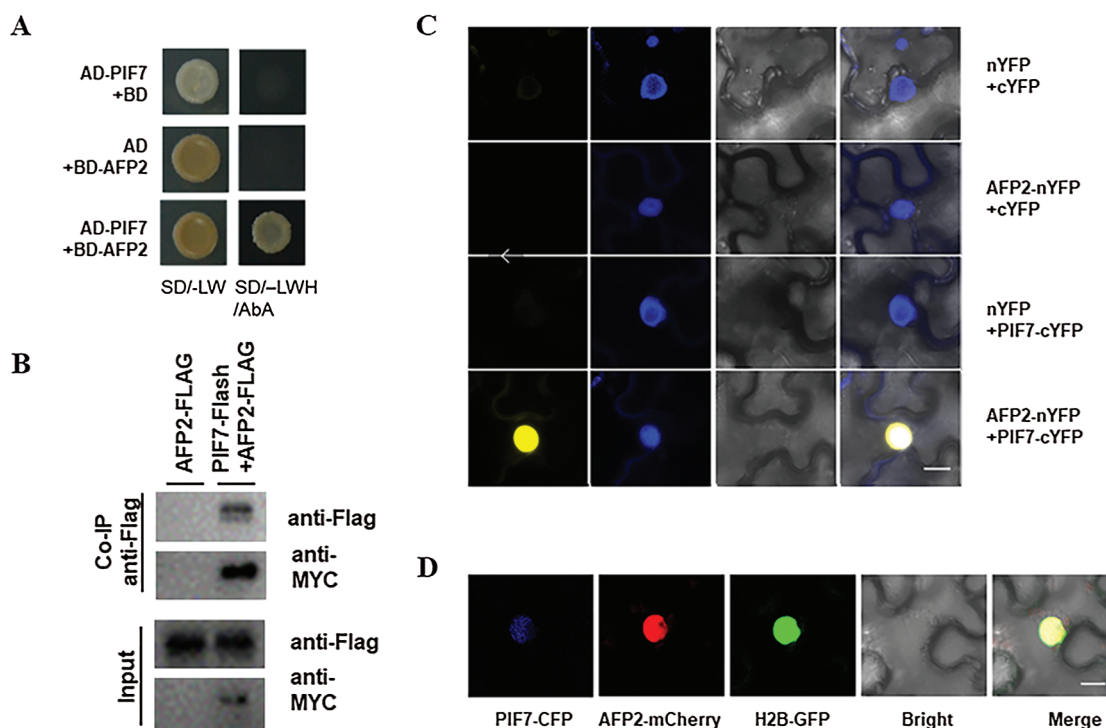 A
AD-PIF7
+BD
AD
+BD-AFP2
AD-PIF7
+BD-AFP2
SD/-LW
SD/–LWH
/AbA
B
AFP2-FLAG
PIF7-Flash
+AFP2-FLAG
Co-IP
anti-Flag
anti-Flag
anti-
MYC
Input
anti-Flag
anti-
MYC
C
nYFP
+cYFP
AFP2-nYFP
+cYFP
nYFP
+PIF7-cYFP
AFP2-nYFP
+PIF7-cYFP
D
PIF7-CFP
AFP2-mCherry
H2B-GFP
Bright
Merge